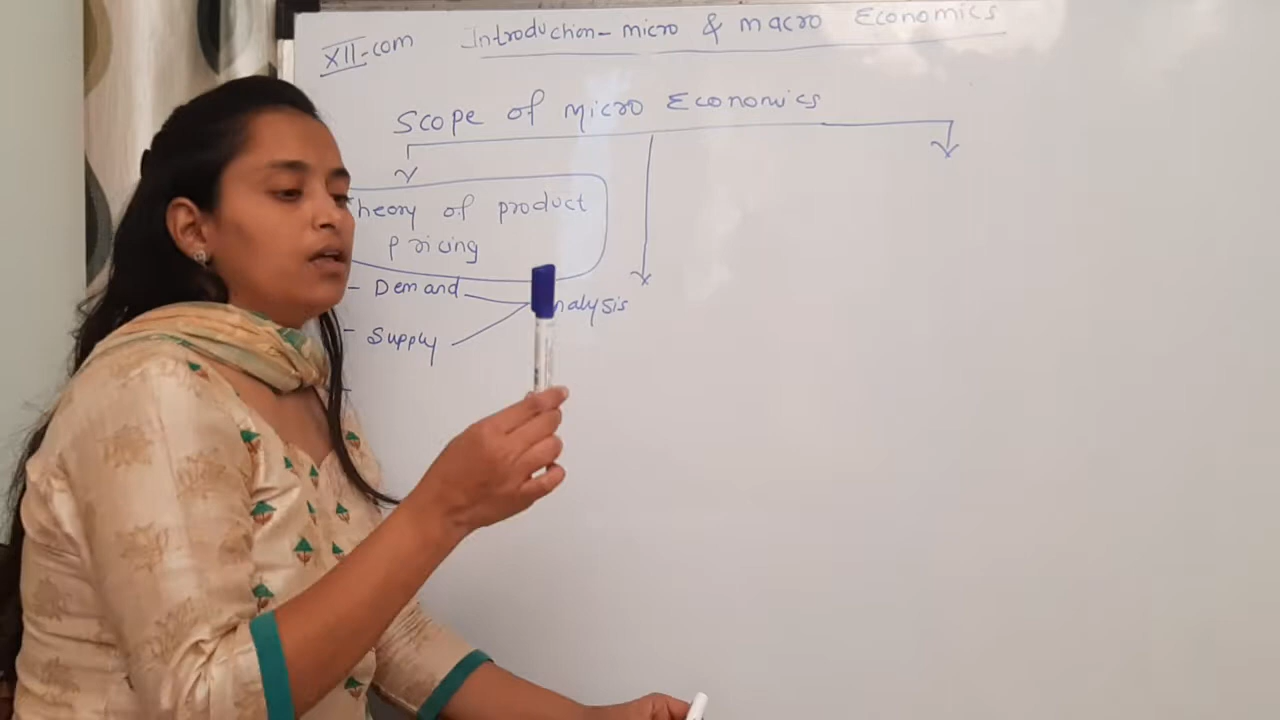 XII-com
Introduction- micro & macro Economics
Scope of micro Economics
heory of product
pricing
- Demand
nalysis
- Supply
-